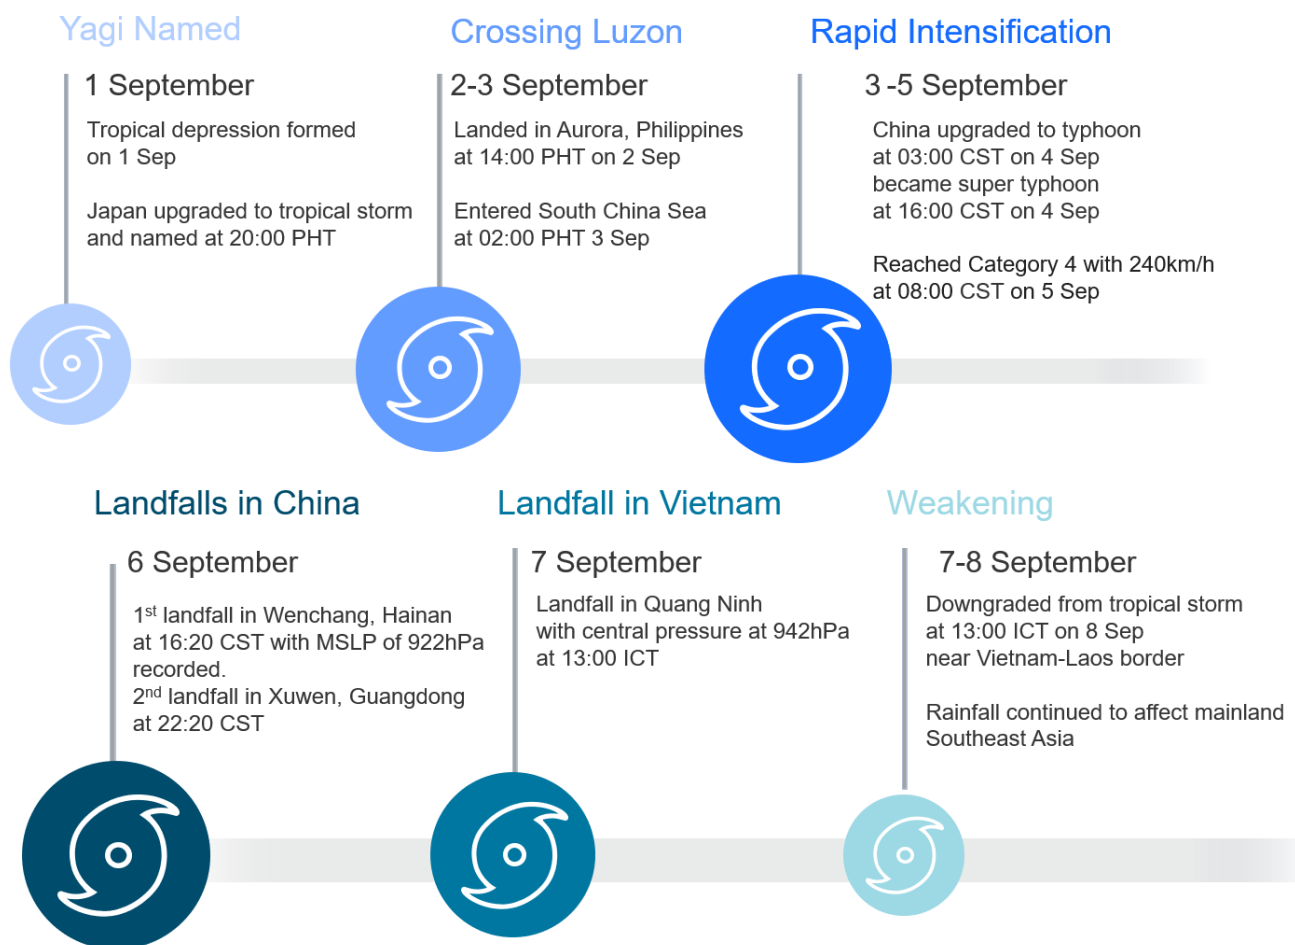 Yagi Named
1 September
Tropical depression formed
on 1 Sep
Japan upgraded to tropical storm
and named at 20:00 PHT
Crossing Luzon
2-3 September
Landed in Aurora, Philippines
at 14:00 PHT on 2 Sep
Entered South China Sea
at 02:00 PHT 3 Sep
Rapid Intensification
3 -5 September
China upgraded to typhoon
at 03:00 CST on 4 Sep
became super typhoon
at 16:00 CST on 4 Sep
Reached Category 4 with 240km/h
at 08:00 CST on 5 Sep
Landfalls in China
6 September
1st landfall in Wenchang, Hainan
at 16:20 CST with MSLP of 922hPa
recorded.
2nd landfall in Xuwen, Guangdong
at 22:20 CST
Landfall in Vietnam
7 September
Landfall in Quang Ninh
with central pressure at 942hPa
at 13:00 ICT
Weakening
7-8 September
Downgraded from tropical storm
at 13:00 ICT on 8 Sep
near Vietnam-Laos border
Rainfall continued to affect mainland
Southeast Asia